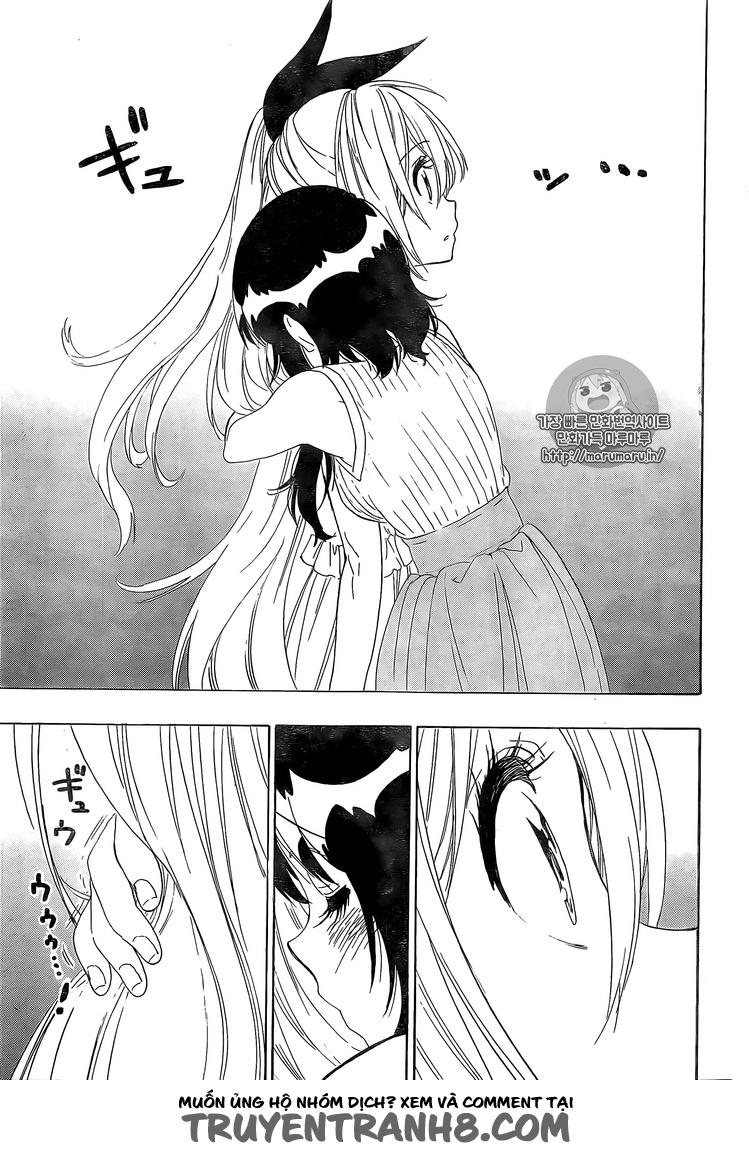 ギュ
ッ…
가장 빠른 만화번역사이트
만화가득 마루마루
http://marumaru.in/
ギュウ
ウゥゥ…!
MUỐN ỦNG HỘ NHÓM DỊCH? XEM VÀ COMMENT TẠI
TRUYENTRANH8.COM